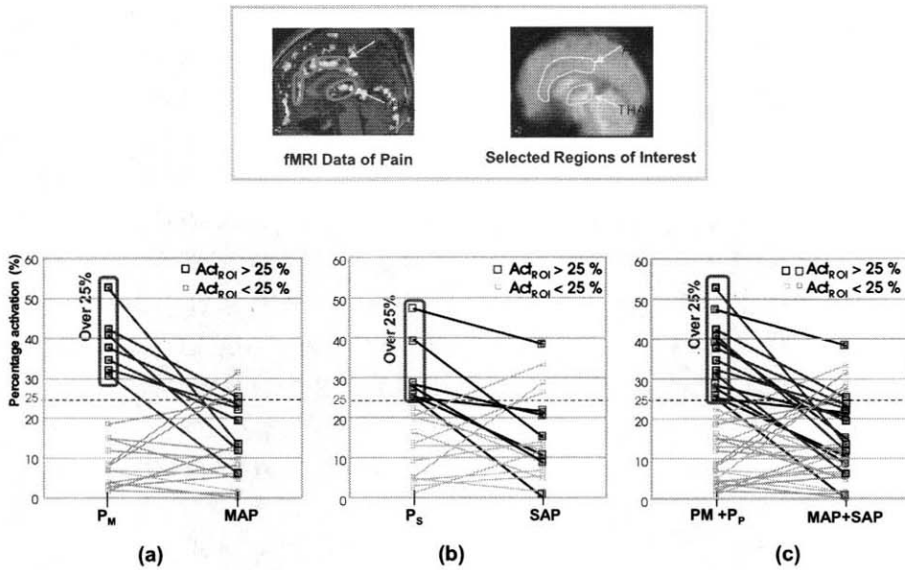 THA
fMRI Data of Pain
Selected Regions of Interest
Percentage activation (%)
60
50
40
30
25
20
10
0
Over 25%
Act_ROI > 25 %
Act_ROI < 25 %
P_M
MAP
(a)
60
50
40
30
25
20
10
0
Over 25%
Act_ROI > 25 %
Act_ROI < 25 %
P_S
SAP
(b)
60
50
40
30
25
20
10
0
Over 25%
Act_ROI > 25 %
Act_ROI < 25 %
PM +P_P
MAP+SAP
(c)